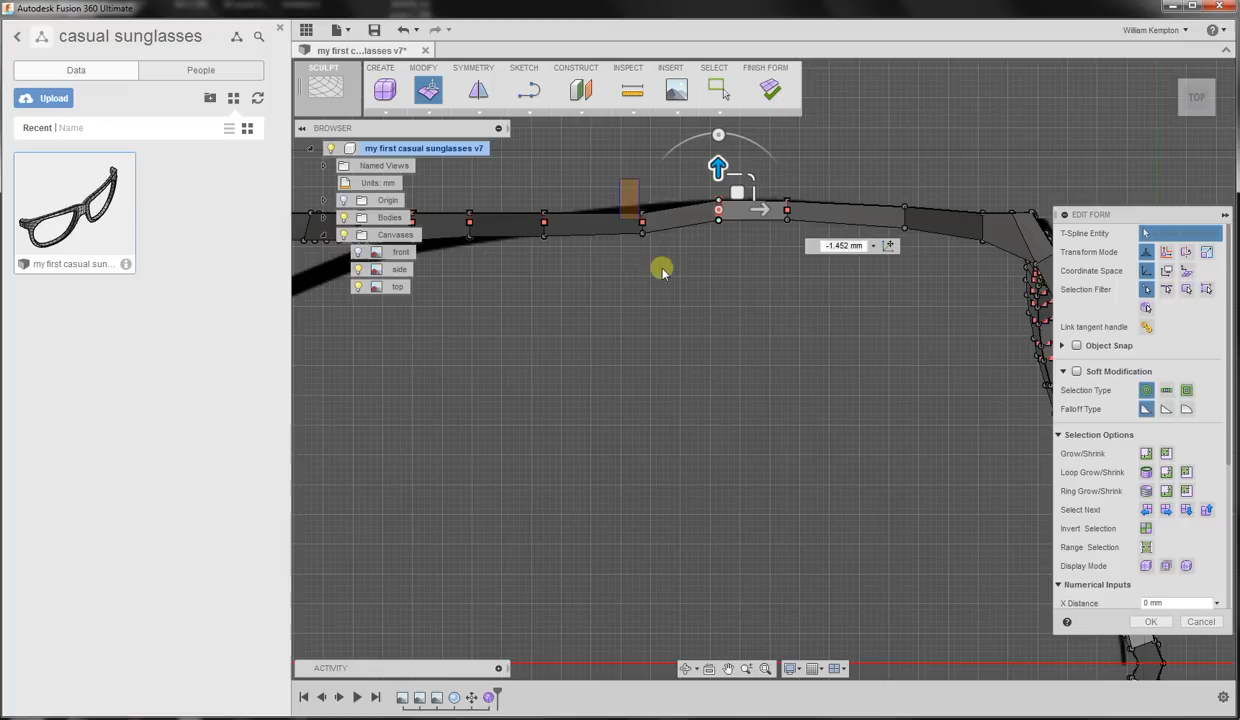 Autodesk Fusion 360 Ultimate
casual sunglasses
William Kempton
my first c...lasses v7*
Data
People
SCULPT
CREATE
MODIFY
SYMMETRY
SKETCH
CONSTRUCT
INSPECT
INSERT
SELECT
FINISH FORM
Upload
TOP
Recent | Name
BROWSER
my first casual sunglasses v7
Named Views
Units: mm
Origin
Bodies
Canvases
front
side
top
my first casual sun...
-1.452 mm
EDIT FORM
T-Spline Entity
Transform Mode
Coordinate Space
Selection Filter
Link tangent handle
Object Snap
Soft Modification
Selection Type
Falloff Type
Selection Options
Grow/Shrink
Loop Grow/Shrink
Ring Grow/Shrink
Select Next
Invert Selection
Range Selection
Display Mode
Numerical Inputs
X Distance
0 mm
OK
Cancel
ACTIVITY